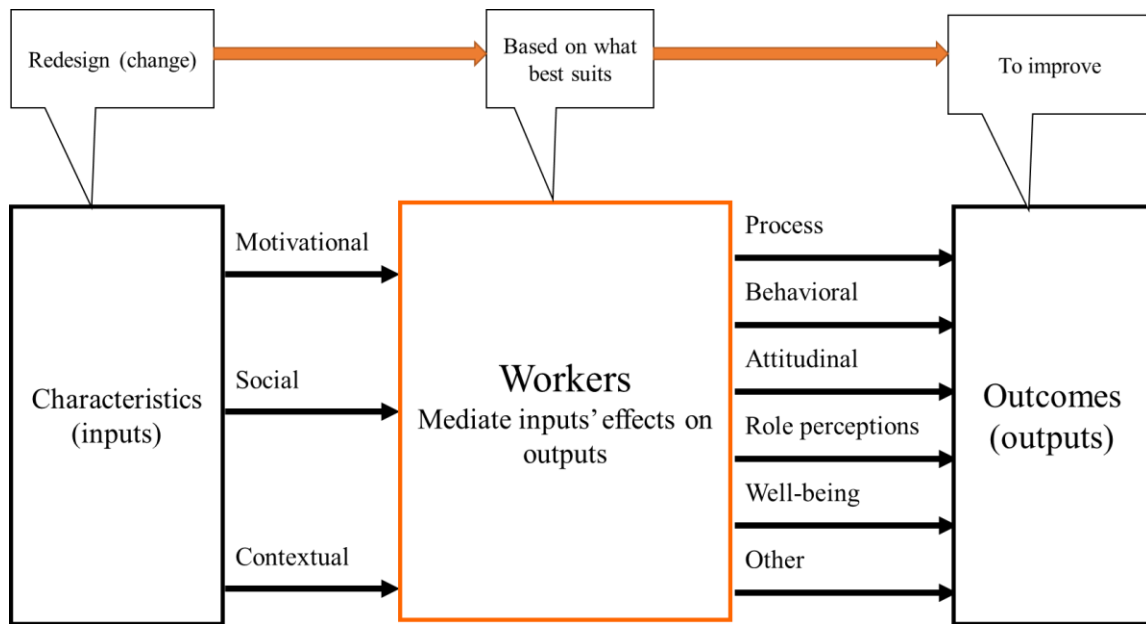 Redesign (change)
Based on what
best suits
To improve
Characteristics
(inputs)
Motivational
Social
Contextual
Workers
Mediate inputs’ effects on
outputs
Process
Behavioral
Attitudinal
Role perceptions
Well-being
Other
Outcomes
(outputs)